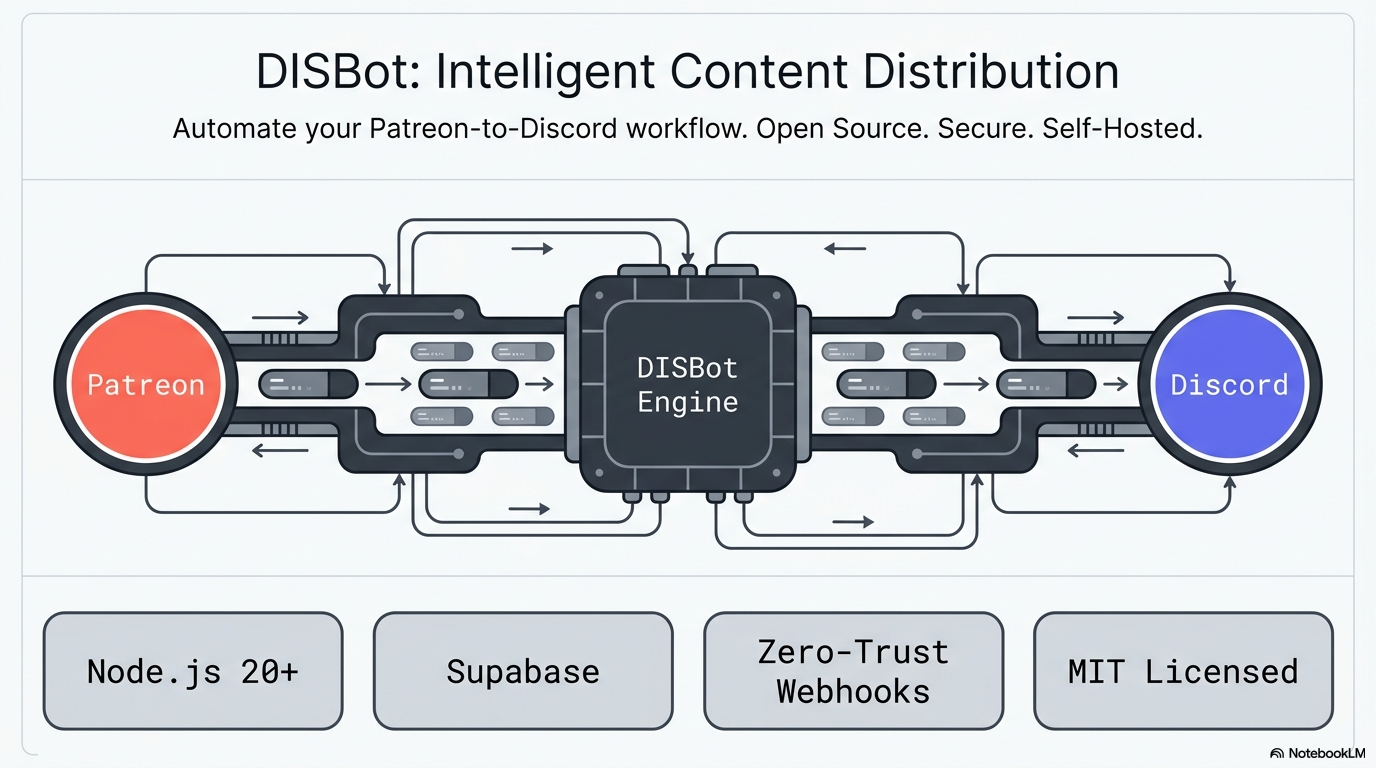 DISBot: Intelligent Content Distribution
Automate your Patreon-to-Discord workflow. Open Source. Secure. Self-Hosted.
Patreon
DISBot
Engine
Discord
Node.js 20+
Supabase
Zero-Trust
Webhooks
MIT Licensed
NotebookLM